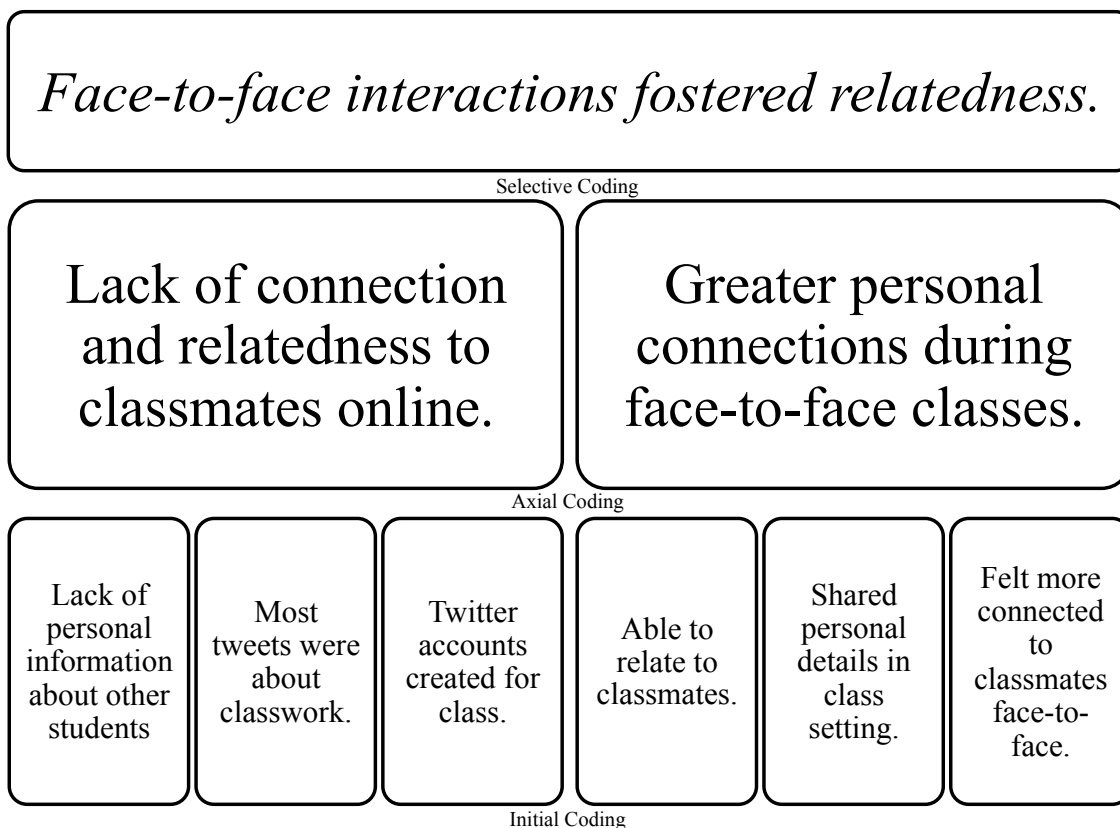 Face-to-face interactions fostered relatedness.
Selective Coding
Lack of connection
and relatedness to
classmates online.
Greater personal
connections during
face-to-face classes.
Axial Coding
Lack of
personal
information
about other
students
Most
tweets were
about
classwork.
Twitter
accounts
created for
class.
Able to
relate to
classmates.
Shared
personal
details in
class
setting.
Felt more
connected
to
classmates
face-to-
face.
Initial Coding